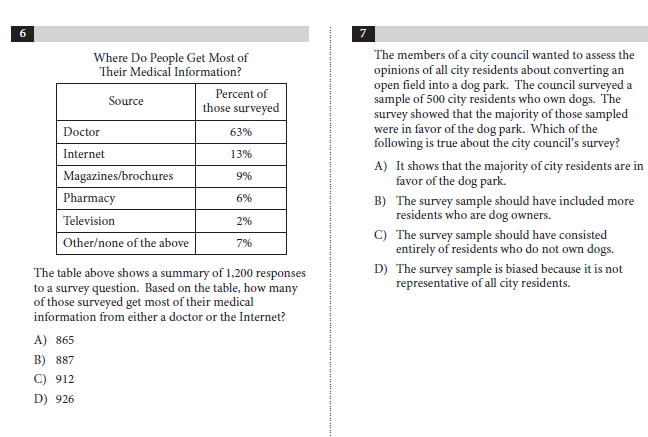 6
Where Do People Get Most of
Their Medical Information?
Source
Percent of
those surveyed
Doctor 63%
Internet 13%
Magazines/brochures 9%
Pharmacy 6%
Television 2%
Other/none of the above 7%
The table above shows a summary of 1,200 responses
to a survey question. Based on the table, how many
of those surveyed get most of their medical
information from either a doctor or the Internet?
A) 865
B) 887
C) 912
D) 926
7
The members of a city council wanted to assess the
opinions of all city residents about converting an
open field into a dog park. The council surveyed a
sample of 500 city residents who own dogs. The
survey showed that the majority of those sampled
were in favor of the dog park. Which of the
following is true about the city council's survey?
A) It shows that the majority of city residents are in
favor of the dog park.
B) The survey sample should have included more
residents who are dog owners.
C) The survey sample should have consisted
entirely of residents who do not own dogs.
D) The survey sample is biased because it is not
representative of all city residents.